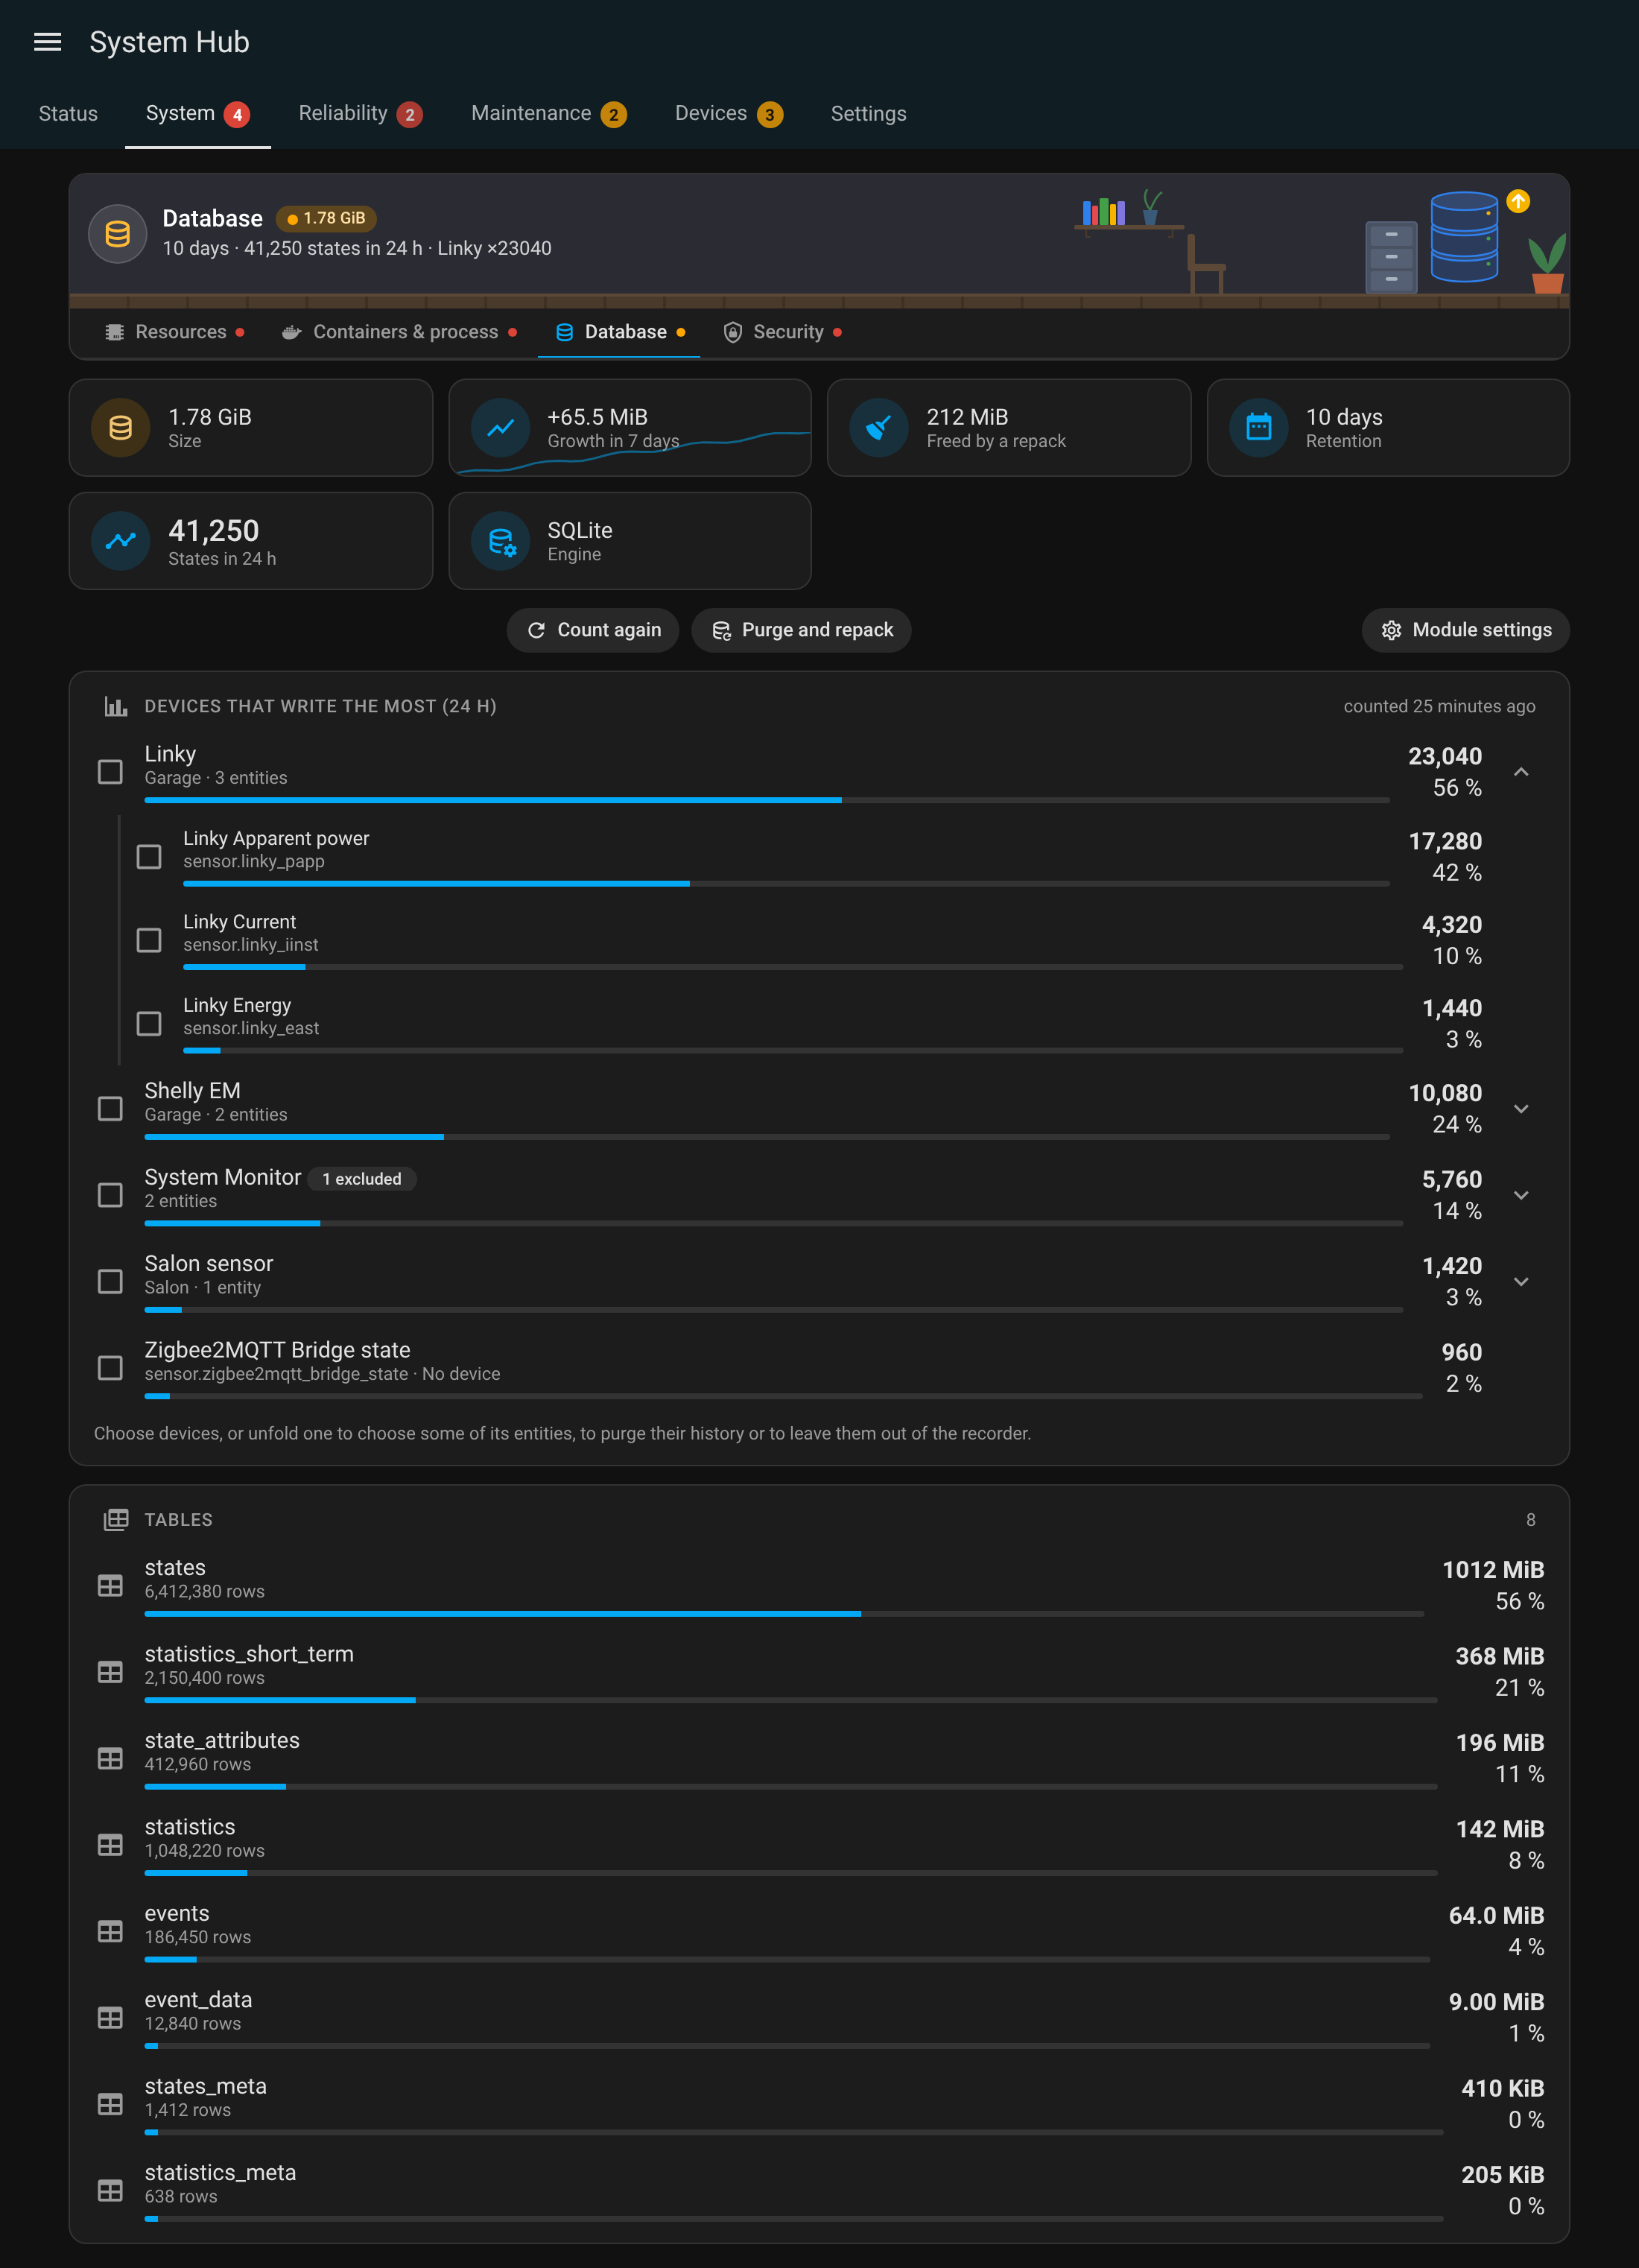 System Hub
Status
System 4
Reliability 2
Maintenance 2
Devices 3
Settings
Database 1.78 GiB
10 days · 41,250 states in 24 h · Linky ×23040
Resources
Containers & process
Database
Security
1.78 GiB
Size
+65.5 MiB
Growth in 7 days
212 MiB
Freed by a repack
10 days
Retention
41,250
States in 24 h
SQLite
Engine
Count again
Purge and repack
Module settings
DEVICES THAT WRITE THE MOST (24 H)
counted 25 minutes ago
Linky
Garage · 3 entities
23,040
56 %
Linky Apparent power
sensor.linky_papp
17,280
42 %
Linky Current
sensor.linky_iinst
4,320
10 %
Linky Energy
sensor.linky_east
1,440
3 %
Shelly EM
Garage · 2 entities
10,080
24 %
System Monitor 1 excluded
2 entities
5,760
14 %
Salon sensor
Salon · 1 entity
1,420
3 %
Zigbee2MQTT Bridge state
sensor.zigbee2mqtt_bridge_state · No device
960
2 %
Choose devices, or unfold one to choose some of its entities, to purge their history or to leave them out of the recorder.
TABLES
8
states
6,412,380 rows
1012 MiB
56 %
statistics_short_term
2,150,400 rows
368 MiB
21 %
state_attributes
412,960 rows
196 MiB
11 %
statistics
1,048,220 rows
142 MiB
8 %
events
186,450 rows
64.0 MiB
4 %
event_data
12,840 rows
9.00 MiB
1 %
states_meta
1,412 rows
410 KiB
0 %
statistics_meta
638 rows
205 KiB
0 %